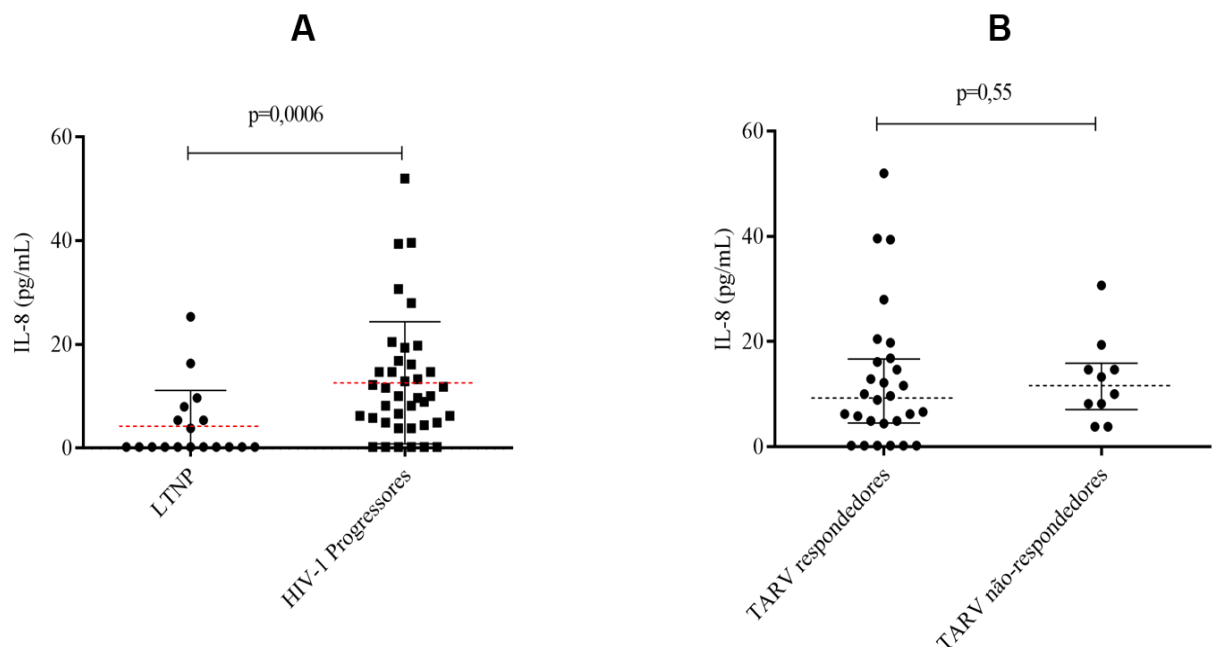 A
p=0,0006
60
40
20
0
IL-8 (pg/mL)
LTNP
HIV-1 Progressores
B
p=0,55
60
40
20
0
IL-8 (pg/mL)
TARV respondedores
TARV não-respondedores